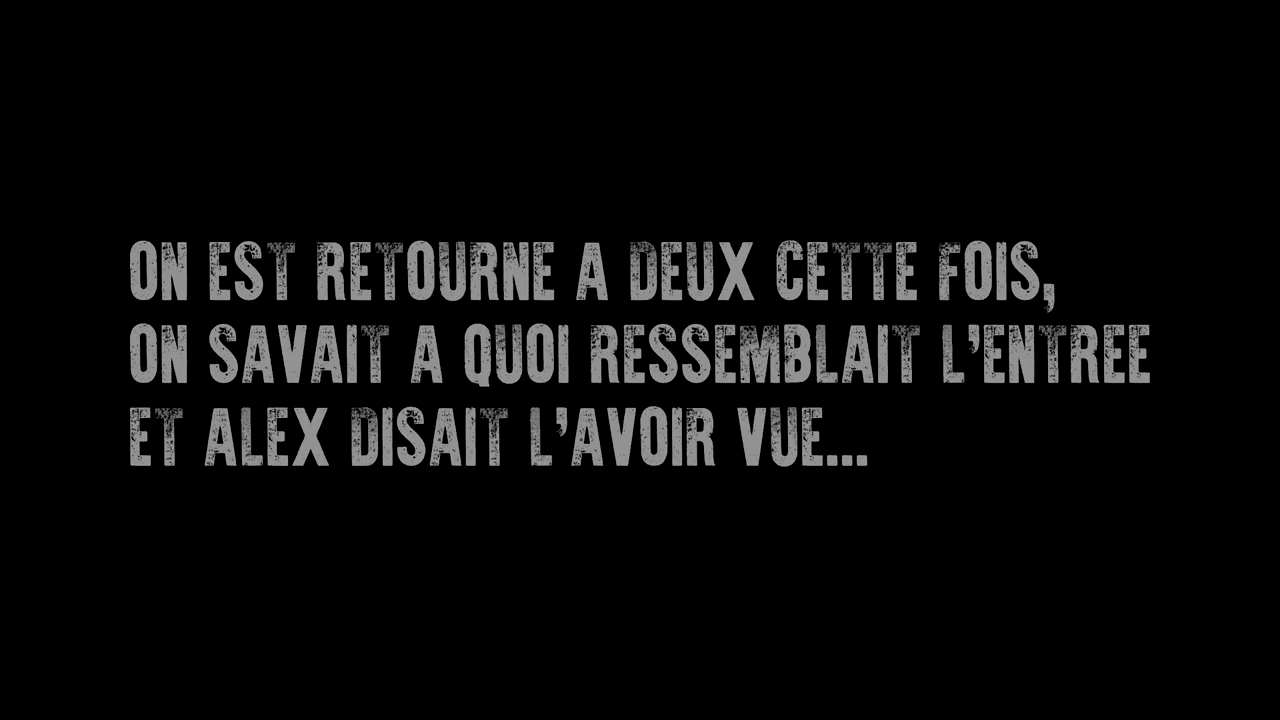 ON EST RETOURNE A DEUX CETTE FOIS,
ON SAVAIT A QUOI RESSEMBLAIT L'ENTREE
ET ALEX DISAIT L'AVOIR VUE...